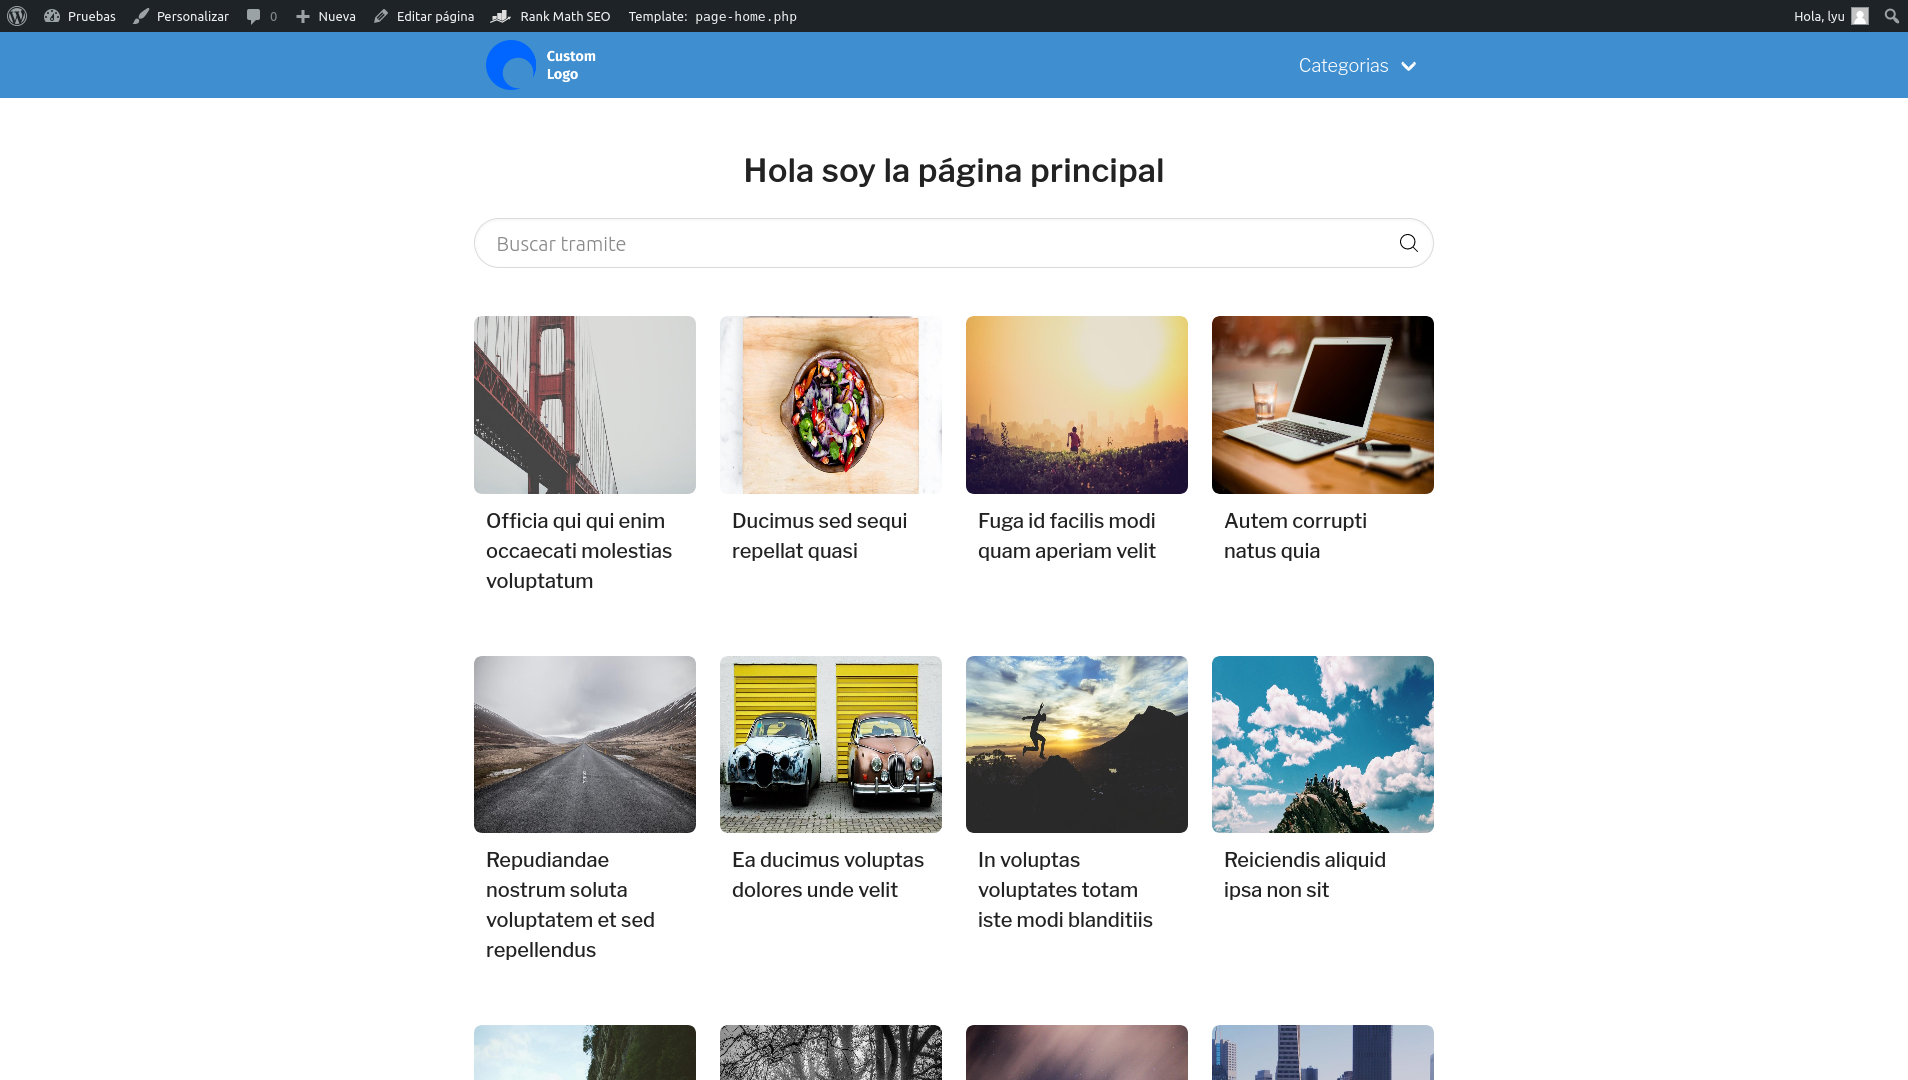 Pruebas Personalizar 0 Nueva Editar página Rank Math SEO Template: page-home.php Hola, lyu
Custom
Logo
Categorias
Hola soy la página principal
Buscar tramite
Officia qui qui enim
occaecati molestias
voluptatum
Ducimus sed sequi
repellat quasi
Fuga id facilis modi
quam aperiam velit
Autem corrupti
natus quia
Repudiandae
nostrum soluta
voluptatem et sed
repellendus
Ea ducimus voluptas
dolores unde velit
In voluptas
voluptates totam
iste modi blanditiis
Reiciendis aliquid
ipsa non sit